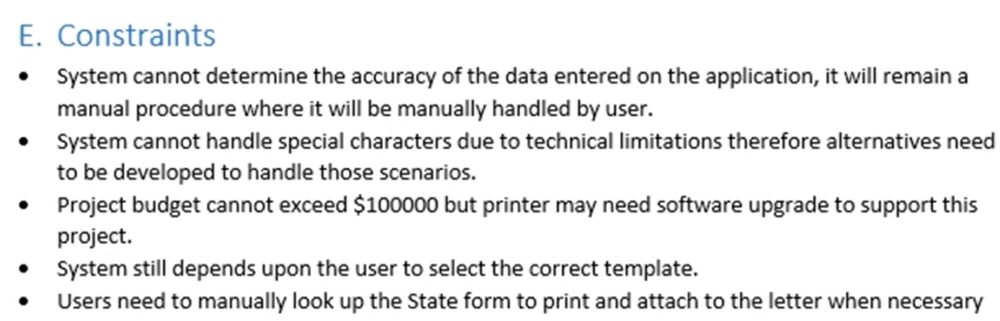 E. Constraints
• System cannot determine the accuracy of the data entered on the application, it will remain a
manual procedure where it will be manually handled by user.
• System cannot handle special characters due to technical limitations therefore alternatives need
to be developed to handle those scenarios.
• Project budget cannot exceed $100000 but printer may need software upgrade to support this
project.
• System still depends upon the user to select the correct template.
• Users need to manually look up the State form to print and attach to the letter when necessary